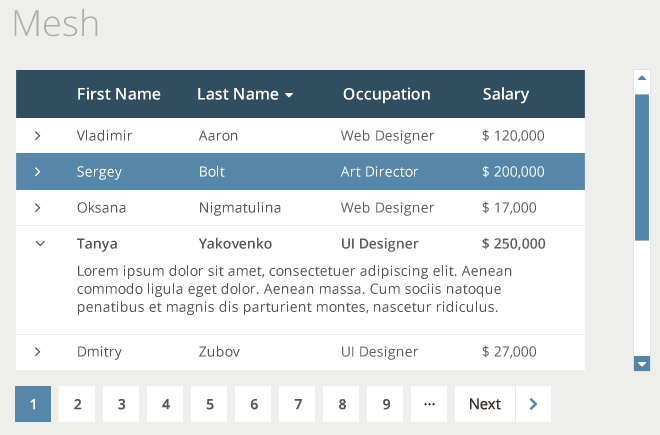 Mesh
First Name Last Name Occupation Salary
Vladimir Aaron Web Designer $ 120,000
Sergey Bolt Art Director $ 200,000
Oksana Nigmatulina Web Designer $ 17,000
Tanya Yakovenko UI Designer $ 250,000
Lorem ipsum dolor sit amet, consectetuer adipiscing elit. Aenean
commodo ligula eget dolor. Aenean massa. Cum sociis natoque
penatibus et magnis dis parturient montes, nascetur ridiculus.
Dmitry Zubov UI Designer $ 27,000
1 2 3 4 5 6 7 8 9 ... Next